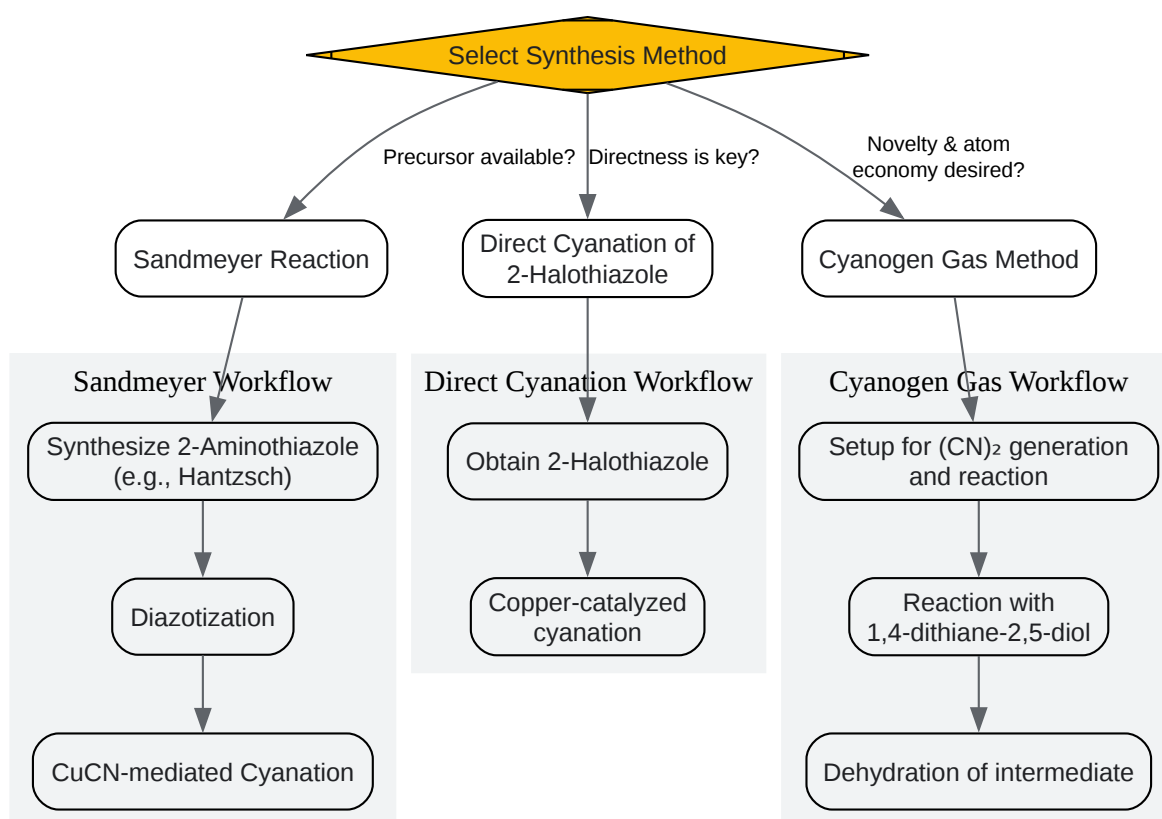 Select Synthesis Method
Precursor available?
Directness is key?
Novelty & atom
economy desired?
Sandmeyer Reaction
Direct Cyanation of
2-Halothiazole
Cyanogen Gas Method
Sandmeyer Workflow
Direct Cyanation Workflow
Cyanogen Gas Workflow
Synthesize 2-Aminothiazole
(e.g., Hantzsch)
Obtain 2-Halothiazole
Setup for (CN)₂ generation
and reaction
Diazotization
Copper-catalyzed
cyanation
Reaction with
1,4-dithiane-2,5-diol
CuCN-mediated Cyanation
Dehydration of intermediate